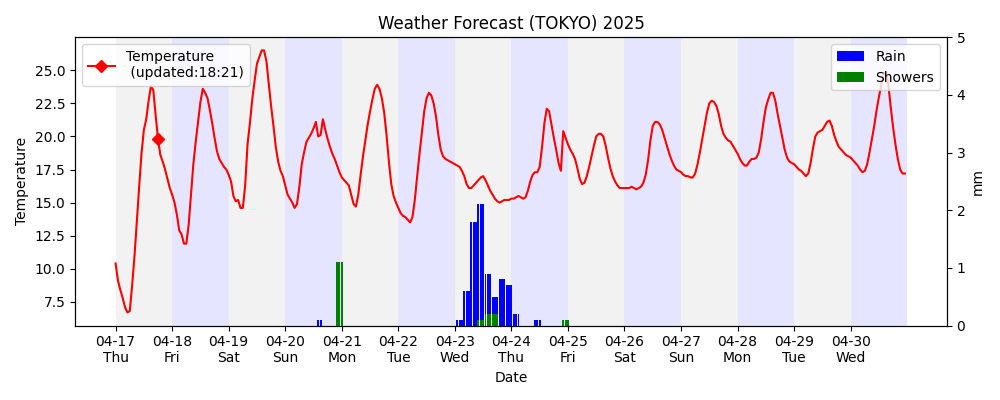 Weather Forecast (TOKYO) 2025
Temperature
(updated:18:21)
Rain
Showers
Temperature
25.0
22.5
20.0
17.5
15.0
12.5
10.0
7.5
5
4
3
2
1
0
mm
04-17 04-18 04-19 04-20 04-21 04-22 04-23 04-24 04-25 04-26 04-27 04-28 04-29 04-30
Thu Fri Sat Sun Mon Tue Wed Thu Fri Sat Sun Mon Tue Wed
Date